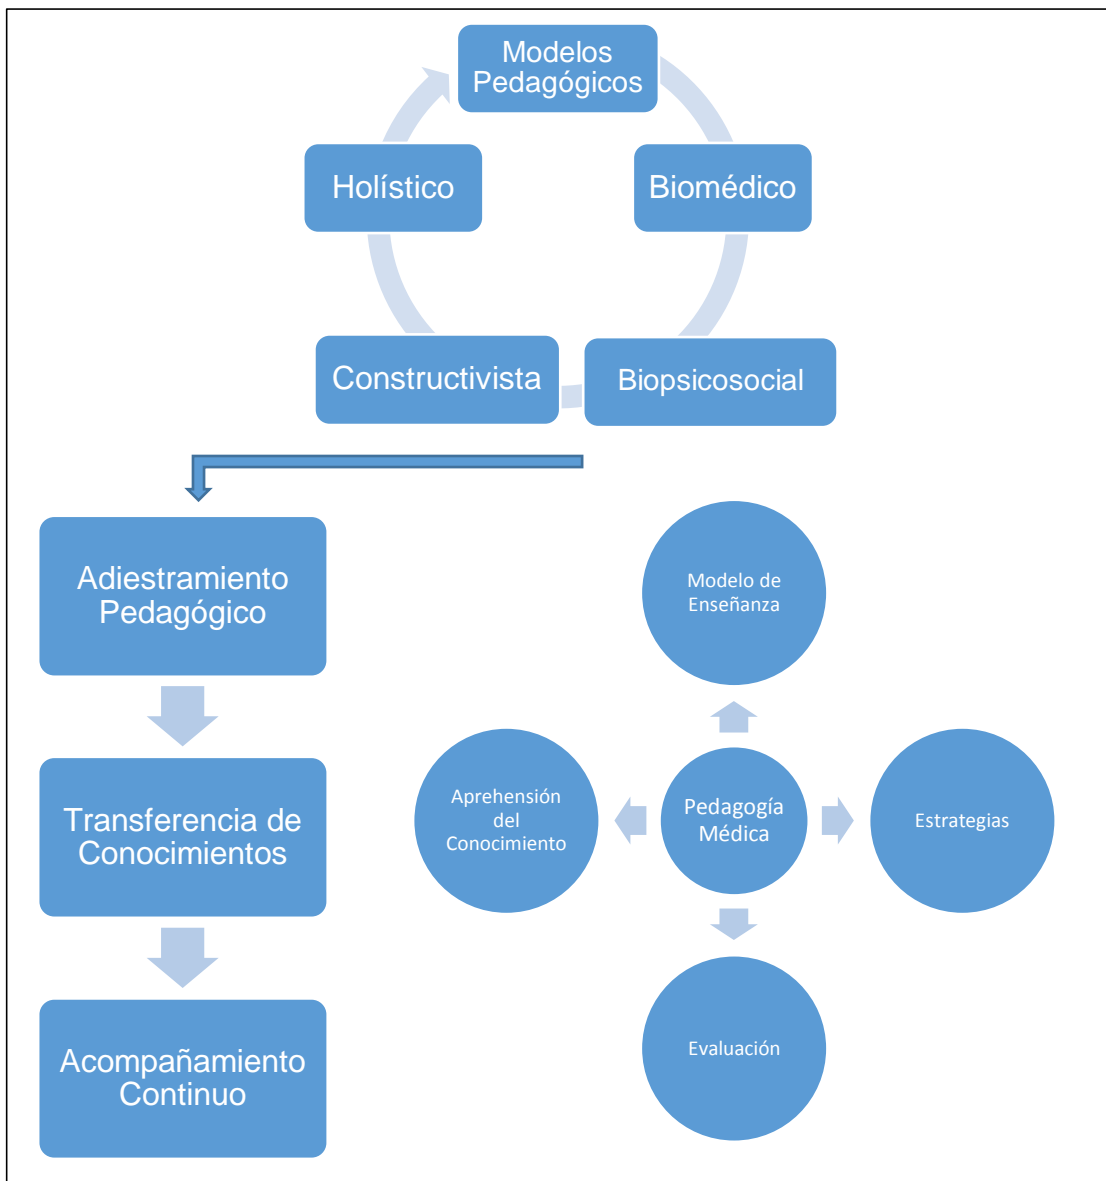 Modelos
Pedagógicos
Holístico
Biomédico
Constructivista
Biopsicosocial
Adiestramiento
Pedagógico
Transferencia de
Conocimientos
Acompañamiento
Continuo
Modelo de
Enseñanza
Aprehensión
del
Conocimiento
Pedagogía
Médica
Estrategias
Evaluación